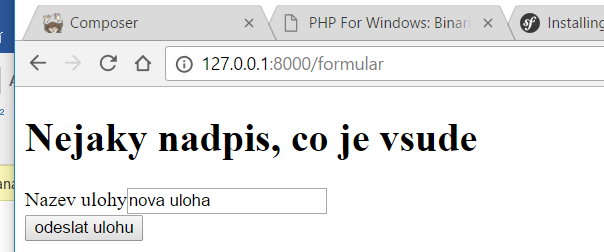 Composer
PHP For Windows: Binari
Installing
127.0.0.1:8000/formular
Nejaky nadpis, co je vsude
Nazev ulohy nova uloha
odeslat ulohu